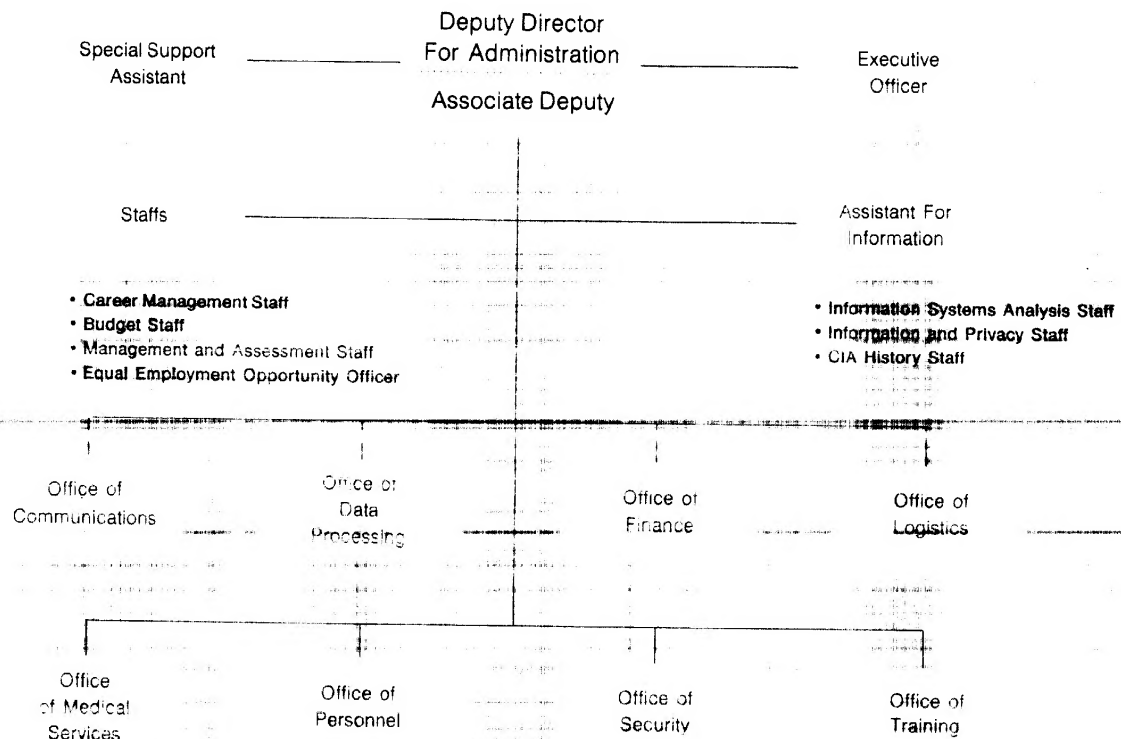 Deputy Director
For Administration
Associate Deputy
Special Support
Assistant
Executive
Officer
Staffs
Assistant For
Information
• Career Management Staff
• Budget Staff
• Management and Assessment Staff
• Equal Employment Opportunity Officer
• Information Systems Analysis Staff
• Information and Privacy Staff
• CIA History Staff
Office of
Communications
Office of
Data
Processing
Office of
Finance
Office of
Logistics
Office
of Medical
Services
Office of
Personnel
Office of
Security
Office of
Training